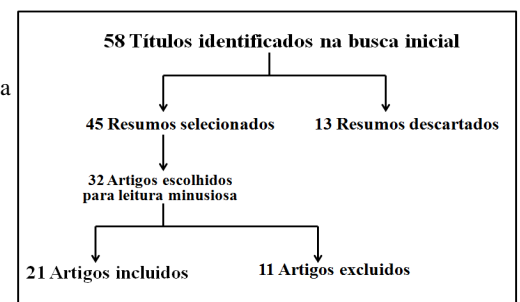 58 Títulos identificados na busca inicial
a
45 Resumos selecionados
13 Resumos descartados
32 Artigos escolhidos
para leitura minusiosa
21 Artigos incluidos
11 Artigos excluidos